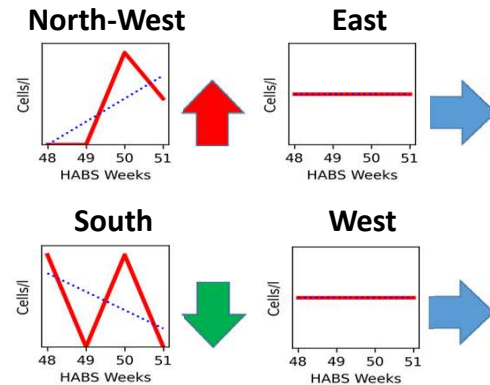 North-West
Cells/l
48 49 50 51
HABS Weeks
East
Cells/l
48 49 50 51
HABS Weeks
South
Cells/l
48 49 50 51
HABS Weeks
West
Cells/l
48 49 50 51
HABS Weeks